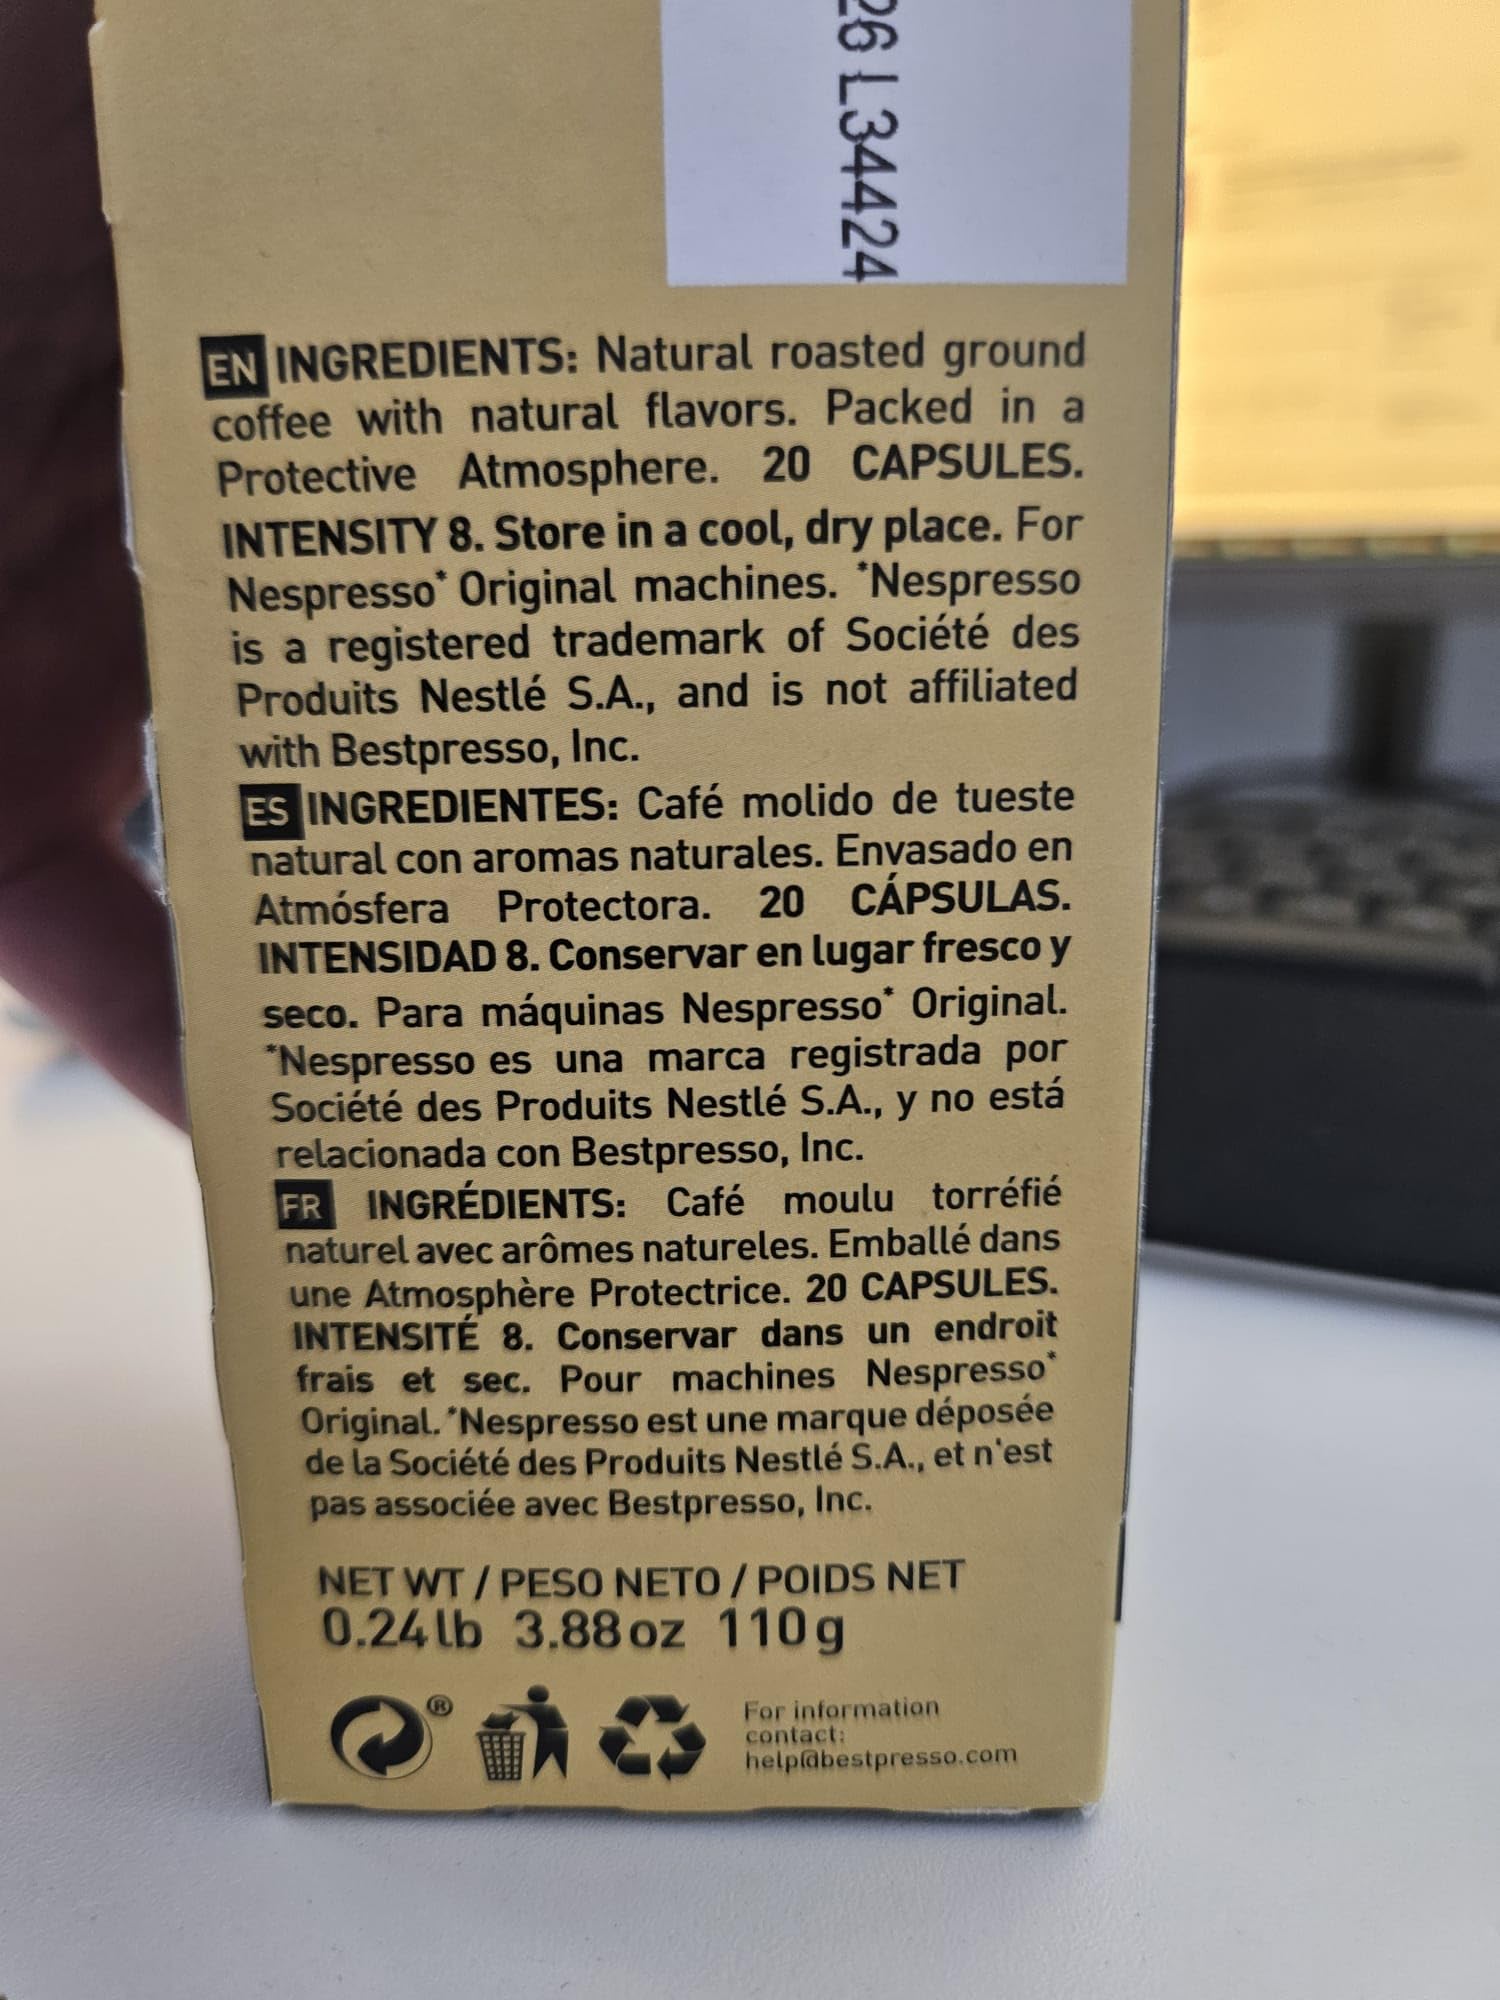 26 L34424
EN INGREDIENTS: Natural roasted ground
coffee with natural flavors. Packed in a
Protective Atmosphere. 20 CAPSULES.
INTENSITY 8. Store in a cool, dry place. For
Nespresso* Original machines. *Nespresso
is a registered trademark of Société des
Produits Nestlé S.A., and is not affiliated
with Bestpresso, Inc.
ES INGREDIENTES: Café molido de tueste
natural con aromas naturales. Envasado en
Atmósfera Protectora. 20 CÁPSULAS.
INTENSIDAD 8. Conservar en lugar fresco y
seco. Para máquinas Nespresso* Original.
*Nespresso es una marca registrada por
Société des Produits Nestlé S.A., y no está
relacionada con Bestpresso, Inc.
FR INGRÉDIENTS: Café moulu torréfié
naturel avec arômes natureles. Emballé dans
une Atmosphère Protectrice. 20 CAPSULES.
INTENSITÉ 8. Conservar dans un endroit
frais et sec. Pour machines Nespresso*
Original. *Nespresso est une marque déposée
de la Société des Produits Nestlé S.A., et n'est
pas associée avec Bestpresso, Inc.
NET WT / PESO NETO / POIDS NET
0.24 lb 3.88 oz 110 g
®
For information
contact:
help@bestpresso.com